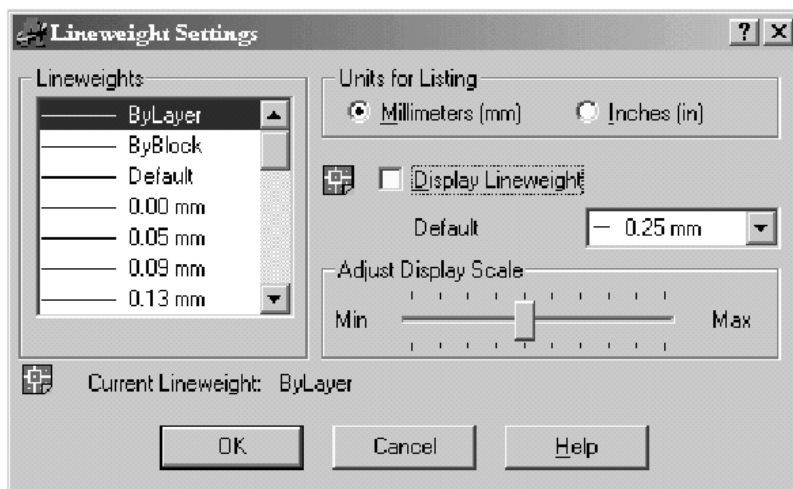 Lineweight Settings
Lineweights
ByLayer
ByBlock
Default
0.00 mm
0.05 mm
0.09 mm
0.13 mm
Units for Listing
Millimeters (mm)
Inches (in)
Display Lineweight
Default
0.25 mm
Adjust Display Scale
Min
Max
Current Lineweight: ByLayer
OK
Cancel
Help